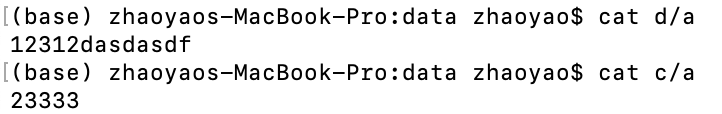 [(base) zhaoyaos-MacBook-Pro:data zhaoyao$ cat d/a
12312dasdasdf
[(base) zhaoyaos-MacBook-Pro:data zhaoyao$ cat c/a
23333